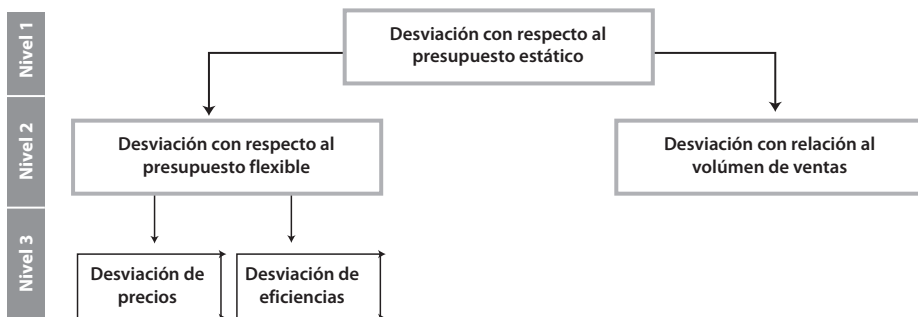 Nivel 1
Desviación con respecto al
presupuesto estático
Nivel 2
Desviación con respecto al
presupuesto flexible
Desviación con relación al
volúmen de ventas
Nivel 3
Desviación de
precios
Desviación de
eficiencias